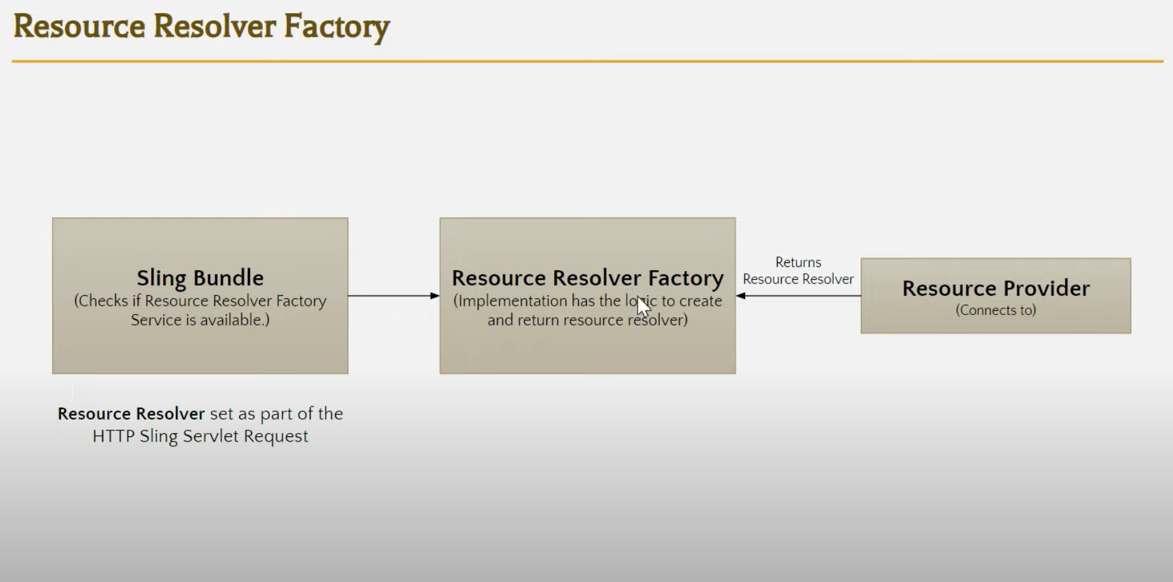 Resource Resolver Factory
Sling Bundle
(Checks if Resource Resolver Factory
Service is available.)
Resource Resolver Factory
(Implementation has the logic to create
and return resource resolver)
Returns
Resource Resolver
Resource Provider
(Connects to)
Resource Resolver set as part of the
HTTP Sling Servlet Request